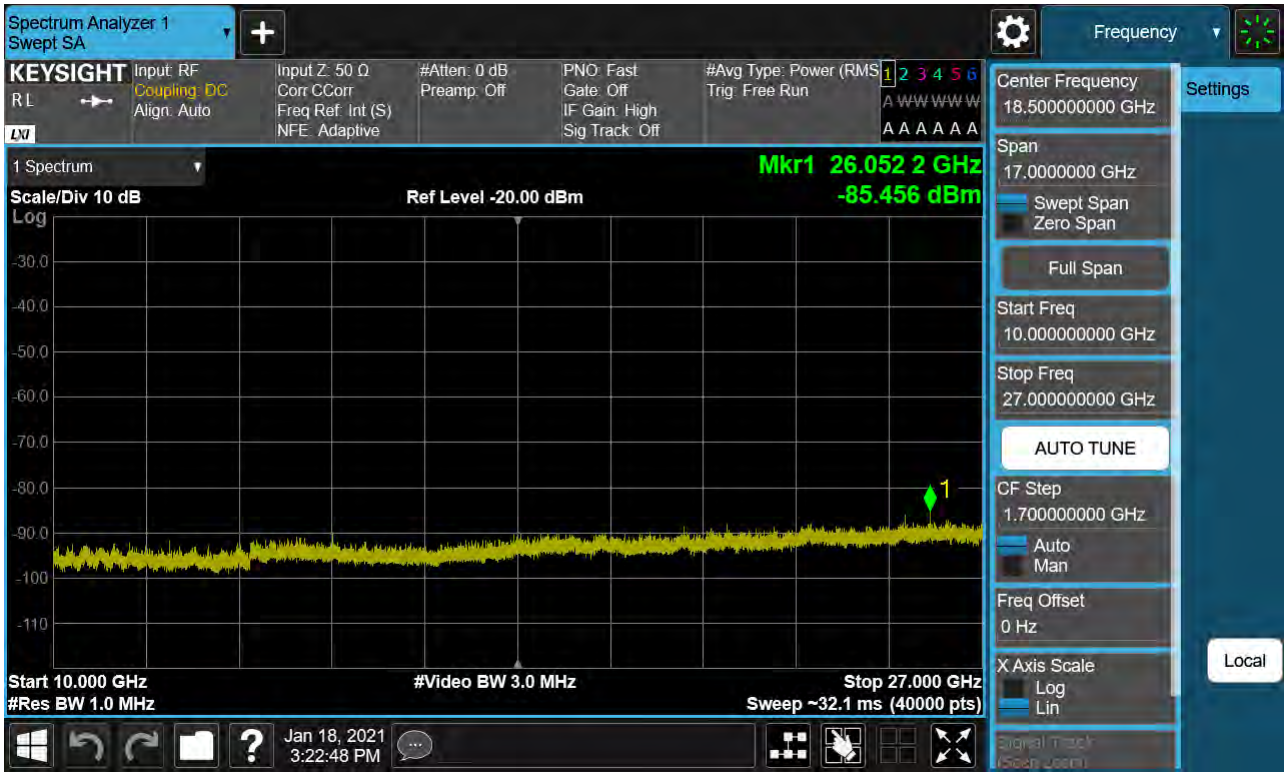 Spectrum Analyzer 1
Swept SA
+
Frequency
KEYSIGHT
RL
LXI
Input: RF
Coupling: DC
Align: Auto
Input Z: 50 Ω
Corr CCorr
Freq Ref: Int (S)
NFE: Adaptive
#Atten: 0 dB
Preamp: Off
PNO: Fast
Gate: Off
IF Gain: High
Sig Track: Off
#Avg Type: Power (RMS
Trig: Free Run
1 2 3 4 5 6
A W W W W W
A A A A A A
1 Spectrum
Scale/Div 10 dB
Log
Ref Level -20.00 dBm
Mkr1 26.052 2 GHz
-85.456 dBm
-30.0
-40.0
-50.0
-60.0
-70.0
-80.0
-90.0
-100
-110
1
Start 10.000 GHz
#Res BW 1.0 MHz
#Video BW 3.0 MHz
Stop 27.000 GHz
Sweep ~32.1 ms (40000 pts)
Center Frequency
18.500000000 GHz
Span
17.0000000 GHz
Swept Span
Zero Span
Full Span
Start Freq
10.000000000 GHz
Stop Freq
27.000000000 GHz
AUTO TUNE
CF Step
1.700000000 GHz
Auto
Man
Freq Offset
0 Hz
X Axis Scale
Log
Lin
Signal Track
(Span Zoom)
Settings
Local
?
Jan 18, 2021
3:22:48 PM